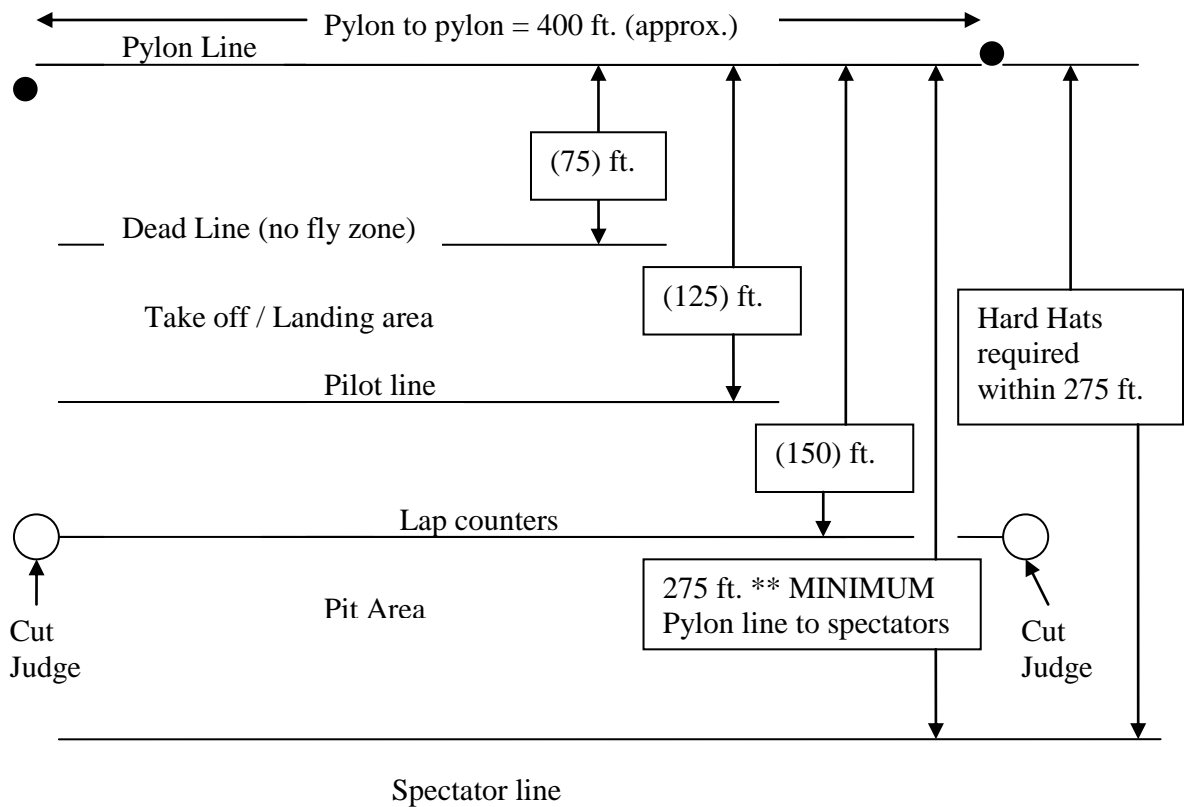 Pylon to pylon = 400 ft. (approx.)
Pylon Line
(75) ft.
Dead Line (no fly zone)
(125) ft.
Take off / Landing area
Hard Hats
required
within 275 ft.
Pilot line
(150) ft.
Lap counters
275 ft. ** MINIMUM
Pylon line to spectators
Pit Area
Cut
Judge
Cut
Judge
Spectator line